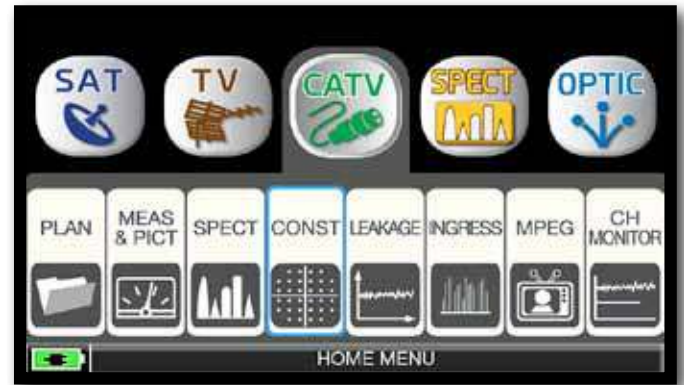 SAT TV CATV SPECT OPTIC
PLAN MEAS & PICT SPECT CONST LEAKAGE INGRESS MPEG CH MONITOR
HOME MENU